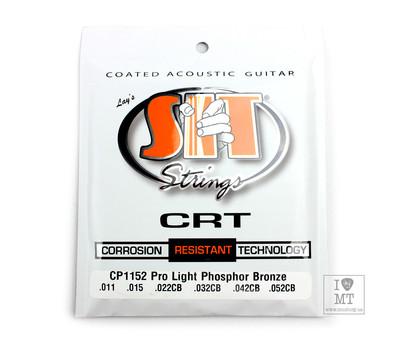 COATED ACOUSTIC GUITAR
SIT
Strings
CRT
CORROSION RESISTANT TECHNOLOGY
CP1152 Pro Light Phosphor Bronze
.011 .015 .022CB .032CB .042CB .052CB
I MT